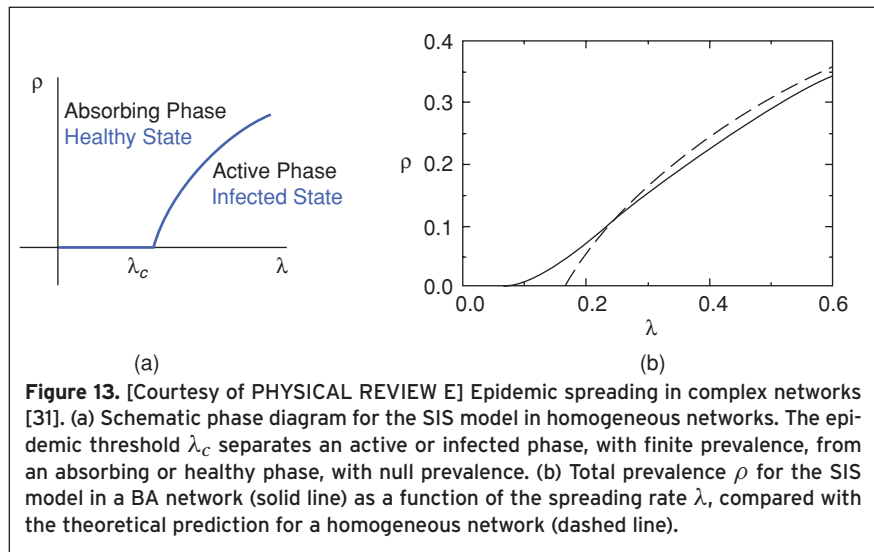 ρ
Absorbing Phase
Healthy State
Active Phase
Infected State
λc
λ
(a)
0.4
0.3
ρ 0.2
0.1
0.0
0.0 0.2 0.4 0.6
λ
(b)
Figure 13. [Courtesy of PHYSICAL REVIEW E] Epidemic spreading in complex networks
[31]. (a) Schematic phase diagram for the SIS model in homogeneous networks. The epi-
demic threshold λc separates an active or infected phase, with finite prevalence, from
an absorbing or healthy phase, with null prevalence. (b) Total prevalence ρ for the SIS
model in a BA network (solid line) as a function of the spreading rate λ, compared with
the theoretical prediction for a homogeneous network (dashed line).